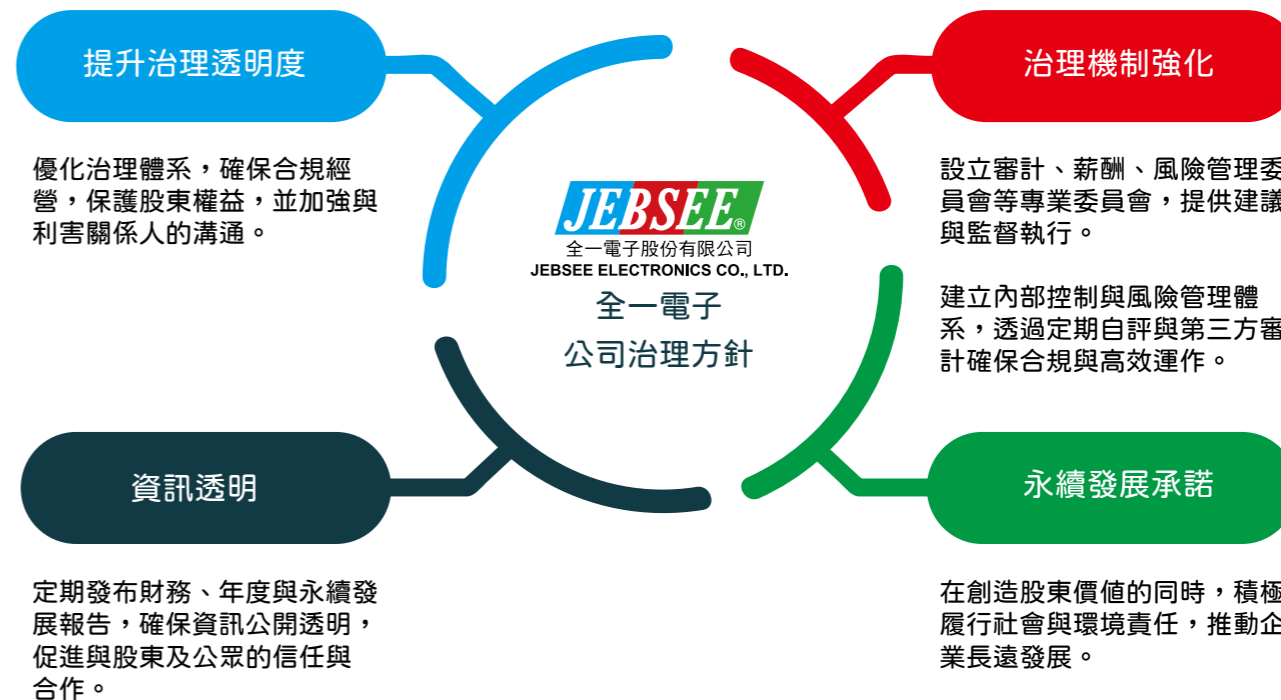 提升治理透明度
優化治理體系，確保合規經
營，保護股東權益，並加強與
利害關係人的溝通。
治理機制強化
設立審計、薪酬、風險管理委
員會等專業委員會，提供建議
與監督執行。
建立內部控制與風險管理體
系，透過定期自評與第三方審
計確保合規與高效運作。
JEBSEE®
全一電子股份有限公司
JEBSEE ELECTRONICS CO., LTD.
全一電子
公司治理方針
資訊透明
定期發布財務、年度與永續發
展報告，確保資訊公開透明，
促進與股東及公眾的信任與
合作。
永續發展承諾
在創造股東價值的同時，積極
履行社會與環境責任，推動企
業長遠發展。